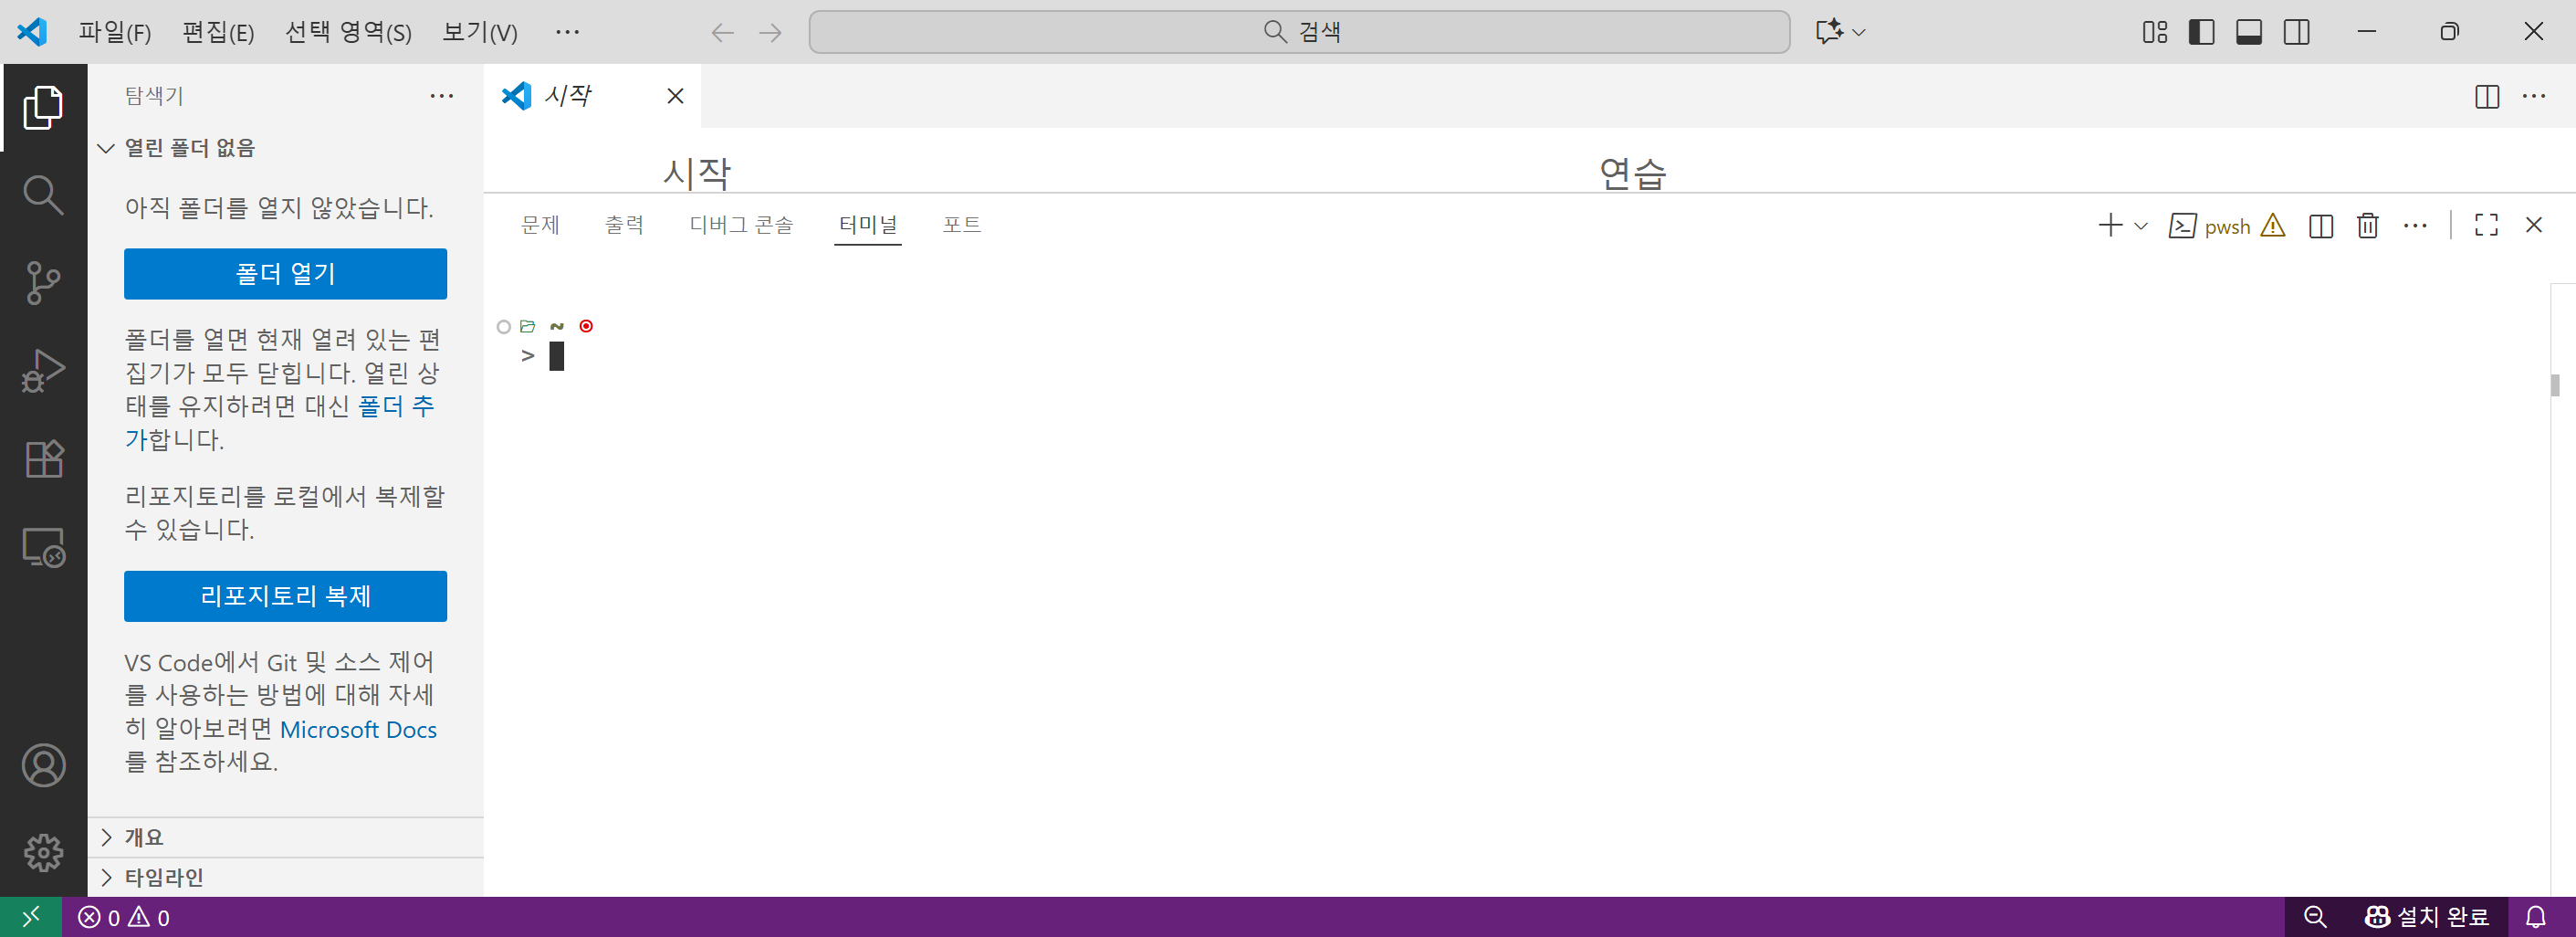 파일(F) 편집(E) 선택 영역(S) 보기(V) ··· 검색
탐색기 ···
시작
열린 폴더 없음
아직 폴더를 열지 않았습니다.
폴더 열기
폴더를 열면 현재 열려 있는 편
집기가 모두 닫힙니다. 열린 상
태를 유지하려면 대신 폴더 추
가합니다.
리포지토리를 로컬에서 복제할
수 있습니다.
리포지토리 복제
VS Code에서 Git 및 소스 제어
를 사용하는 방법에 대해 자세
히 알아보려면 Microsoft Docs
를 참조하세요.
개요
타임라인
시작 연습
문제 출력 디버그 콘솔 터미널 포트 pwsh
~
>
0 0 설치 완료